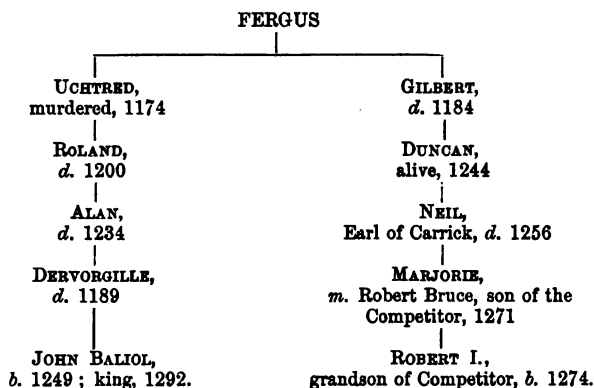 FERGUS
UCHTRED,
murdered, 1174
ROLAND,
d. 1200
ALAN,
d. 1234
DERVORGILLE,
d. 1189
JOHN BALIOL,
b. 1249 ; king, 1292.
GILBERT,
d. 1184
DUNCAN,
alive, 1244
NEIL,
Earl of Carrick, d. 1256
MARJORIE,
m. Robert Bruce, son of the
Competitor, 1271
ROBERT I.,
grandson of Competitor, b. 1274.